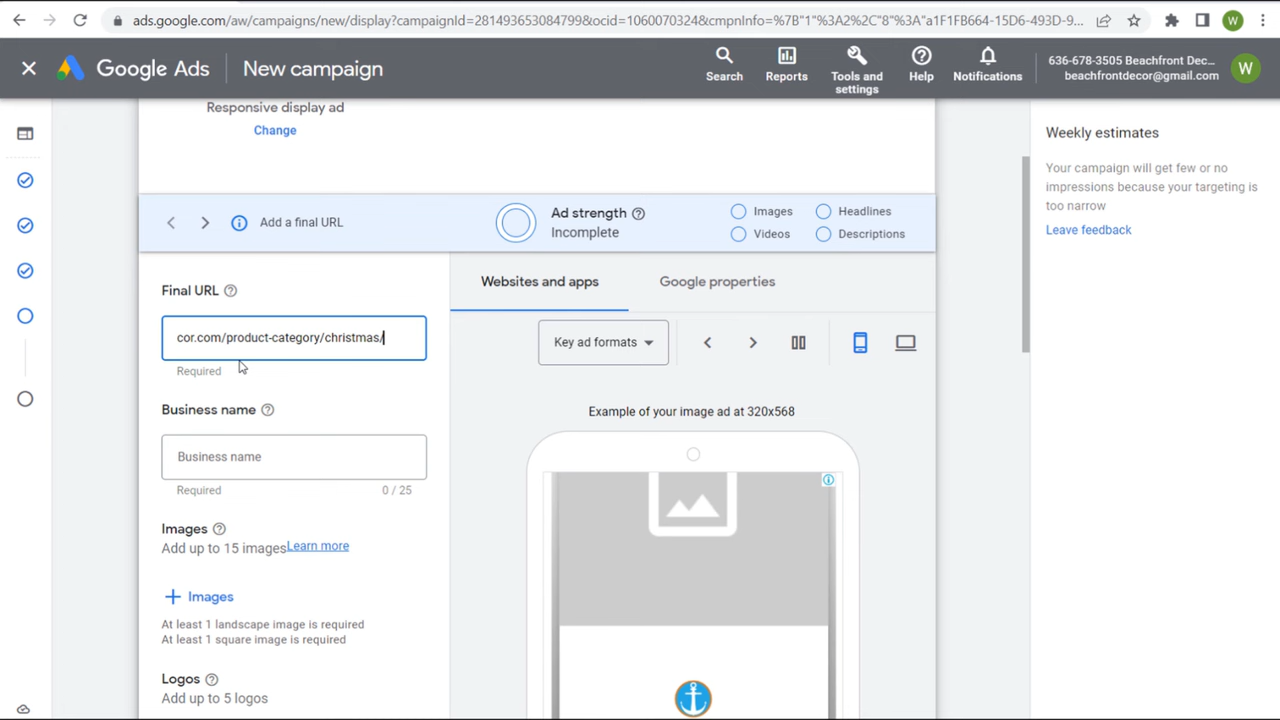 ads.google.com/aw/campaigns/new/display?campaignId=281493653084799&ocid=1060070324&cmpnInfo=%7B"1"%3A2%2C"8"%3A"a1F1FB664-15D6-493D-9...
W
Google Ads
New campaign
Search
Reports
Tools and
settings
Help
Notifications
636-678-3505 Beachfront Dec...
beachfrontdecor@gmail.com
W
Responsive display ad
Change
Add a final URL
Ad strength
Incomplete
Images
Headlines
Videos
Descriptions
Final URL
cor.com/product-category/christmas/
Required
Business name
Business name
Required
0 / 25
Images
Add up to 15 images Learn more
+ Images
At least 1 landscape image is required
At least 1 square image is required
Logos
Add up to 5 logos
Websites and apps
Google properties
Key ad formats
Example of your image ad at 320x568
Weekly estimates
Your campaign will get few or no
impressions because your targeting is
too narrow
Leave feedback